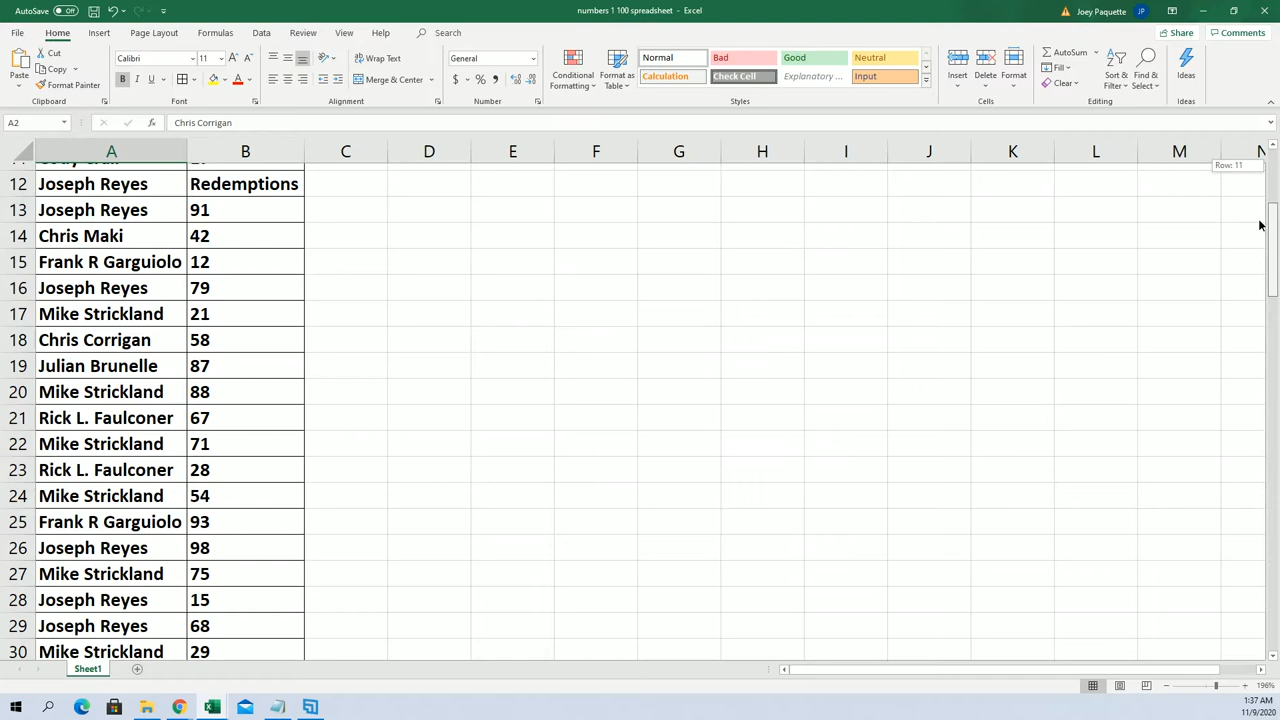 AutoSave Off
numbers 1 100 spreadsheet - Excel
Joey Paquette JP
File Home Insert Page Layout Formulas Data Review View Help Search
Share Comments
Paste
Cut
Copy
Format Painter
Clipboard
Calibri 11
B I U
Font
Wrap Text
Merge & Center
Alignment
General
$ % ,
Number
Conditional Formatting
Format as Table
Normal Bad Good Neutral
Calculation Check Cell Explanatory ... Input
Styles
Insert Delete Format
Cells
AutoSum
Fill
Clear
Sort & Filter
Find & Select
Editing
Ideas
Ideas
A2 fx Chris Corrigan
A B C D E F G H I J K L M N
Row: 11
12 Joseph Reyes Redemptions
13 Joseph Reyes 91
14 Chris Maki 42
15 Frank R Garguiolo 12
16 Joseph Reyes 79
17 Mike Strickland 21
18 Chris Corrigan 58
19 Julian Brunelle 87
20 Mike Strickland 88
21 Rick L. Faulconer 67
22 Mike Strickland 71
23 Rick L. Faulconer 28
24 Mike Strickland 54
25 Frank R Garguiolo 93
26 Joseph Reyes 98
27 Mike Strickland 75
28 Joseph Reyes 15
29 Joseph Reyes 68
30 Mike Strickland 29
Sheet1
196%
1:37 AM
11/9/2020